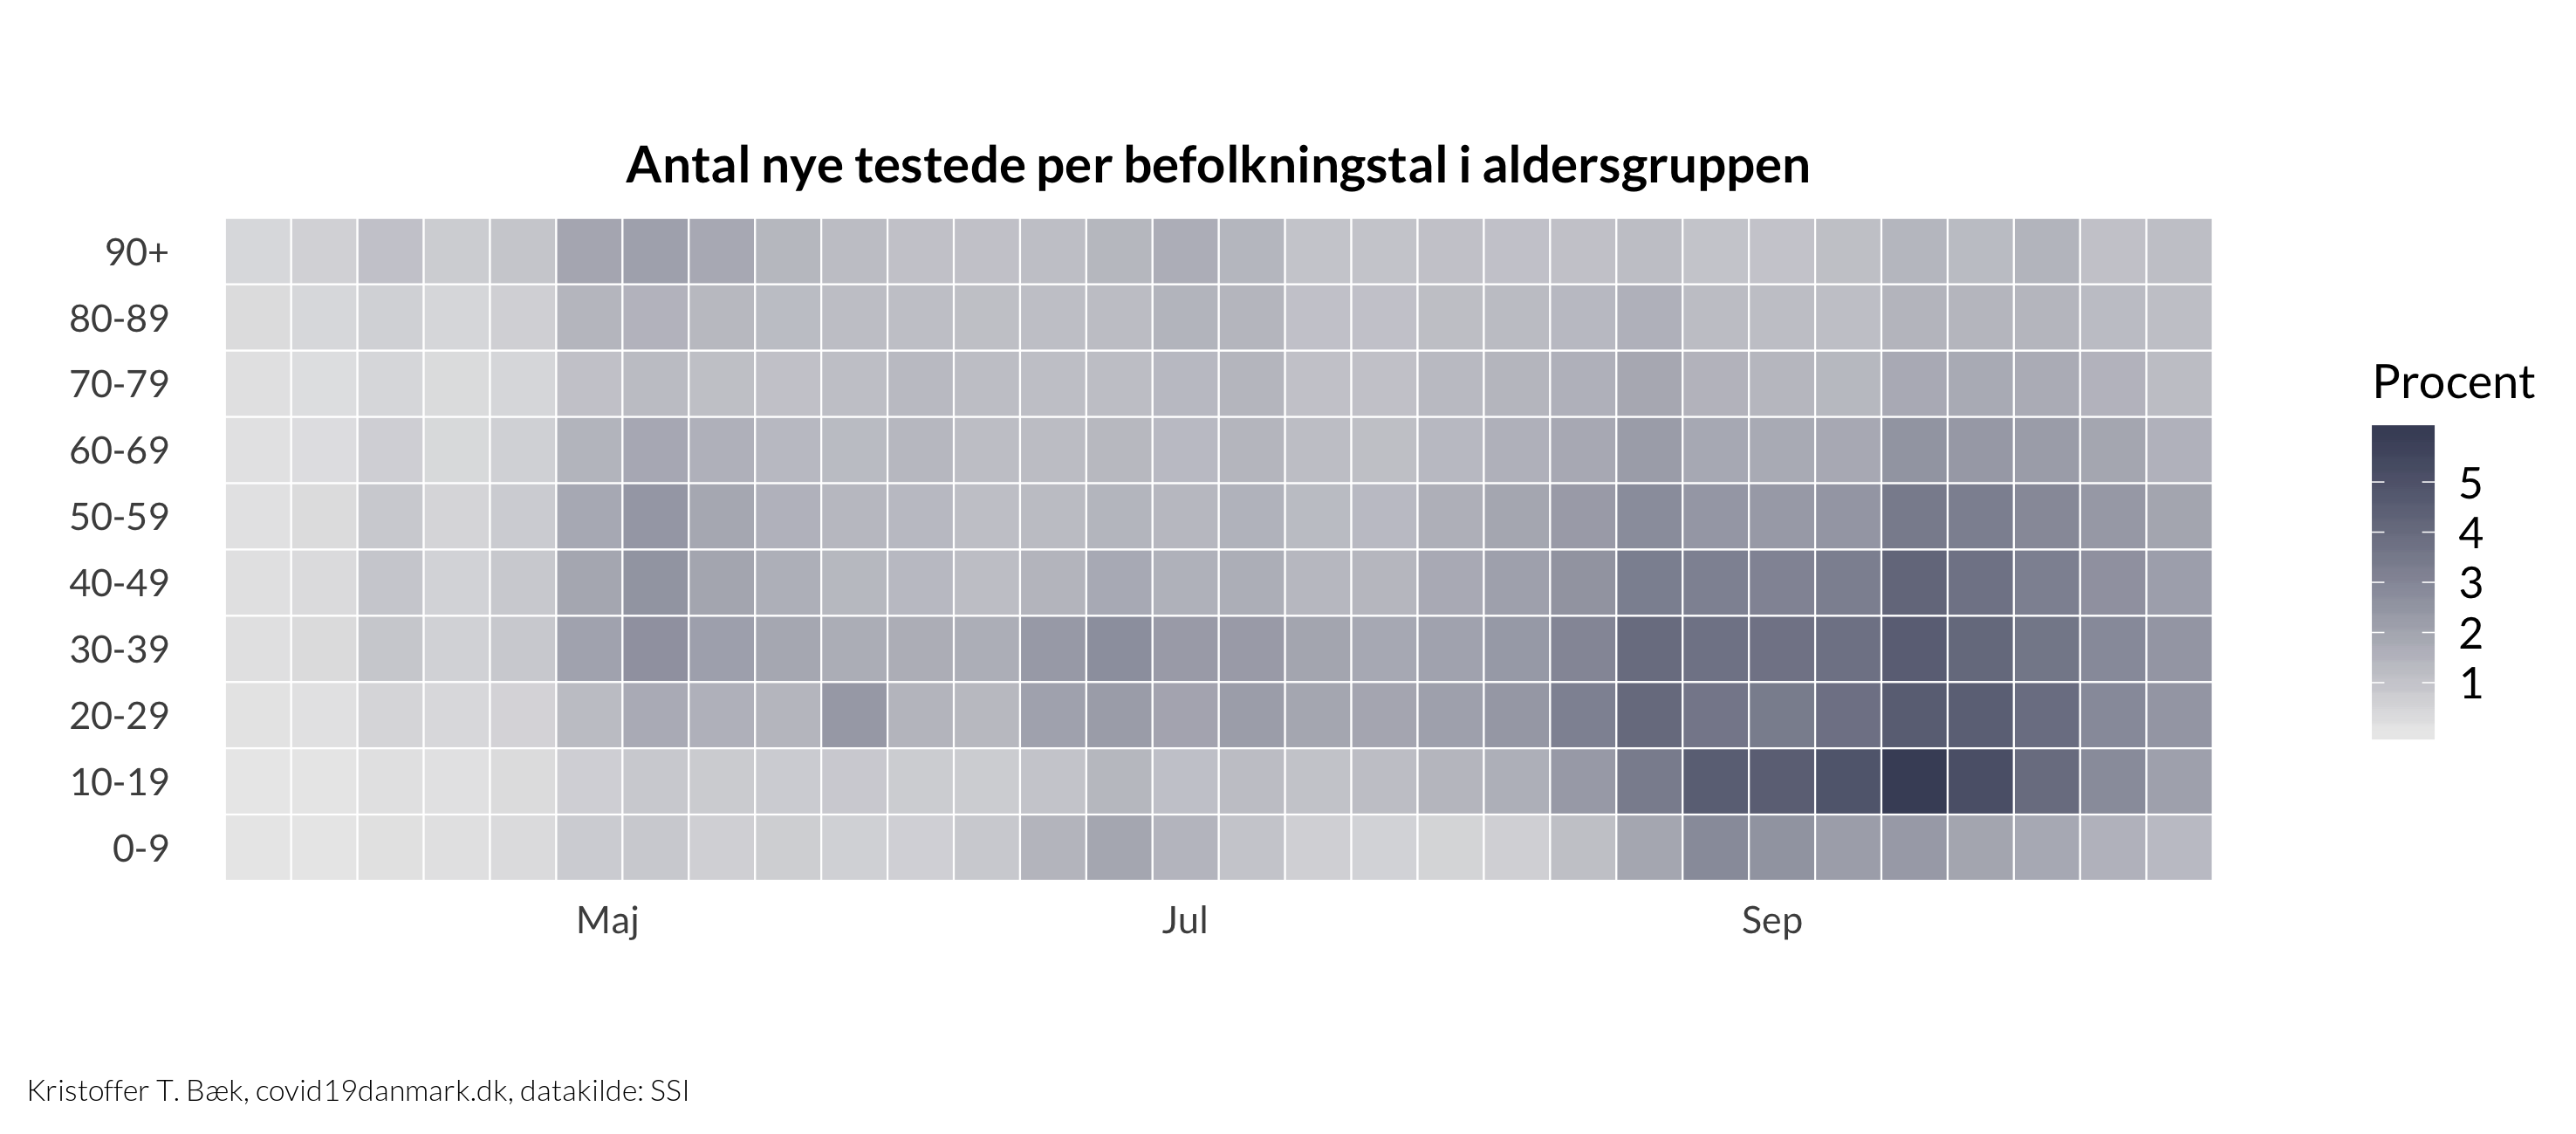 Antal nye testede per befolkningstal i aldersgruppen
90+
80-89
70-79
60-69
50-59
40-49
30-39
20-29
10-19
0-9
Maj
Jul
Sep
Procent
5
4
3
2
1
Kristoffer T. Bæk, covid19danmark.dk, datakilde: SSI